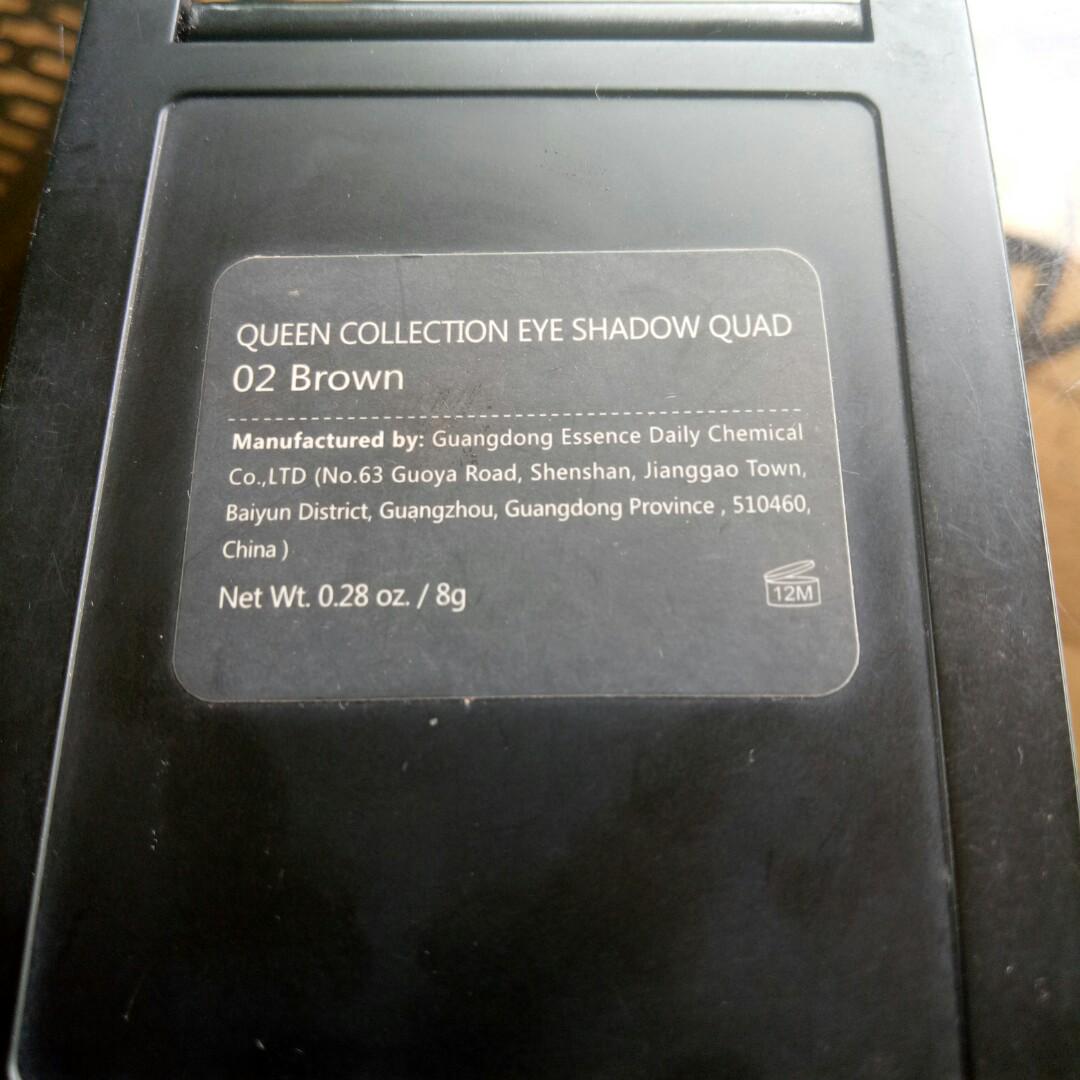 QUEEN COLLECTION EYE SHADOW QUAD
02 Brown
Manufactured by: Guangdong Essence Daily Chemical
Co.,LTD (No.63 Guoya Road, Shenshan, Jianggao Town,
Baiyun District, Guangzhou, Guangdong Province , 510460,
China )
Net Wt. 0.28 oz. / 8g
12M